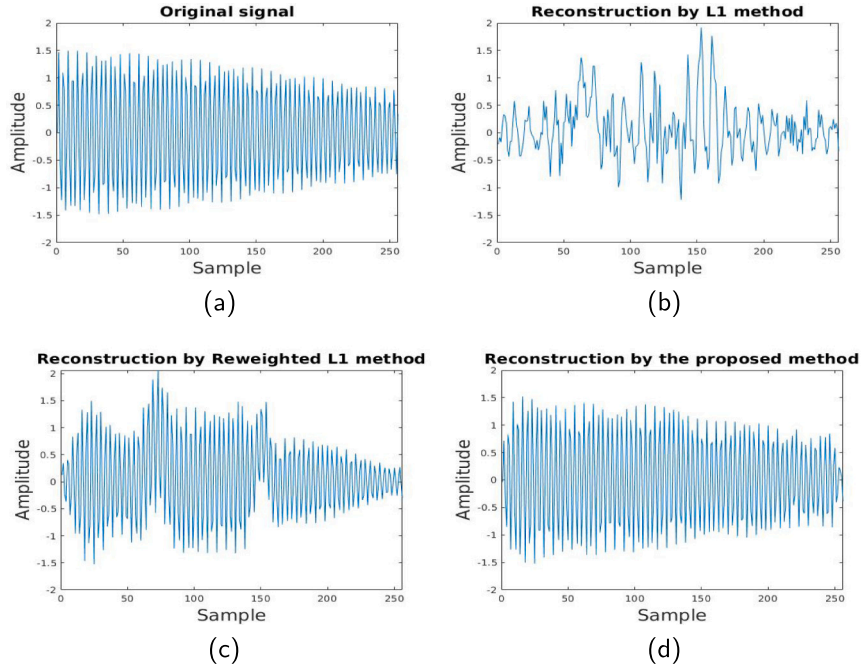 Original signal
2
1.5
1
0.5
0
-0.5
-1
-1.5
-2
Amplitude
0 50 100 150 200 250
Sample
(a)
Reconstruction by L1 method
2
1.5
1
0.5
0
-0.5
-1
-1.5
-2
Amplitude
0 50 100 150 200 250
Sample
(b)
Reconstruction by Reweighted L1 method
2
1.5
1
0.5
0
-0.5
-1
-1.5
-2
Amplitude
0 50 100 150 200 250
Sample
(c)
Reconstruction by the proposed method
2
1.5
1
0.5
0
-0.5
-1
-1.5
-2
Amplitude
0 50 100 150 200 250
Sample
(d)